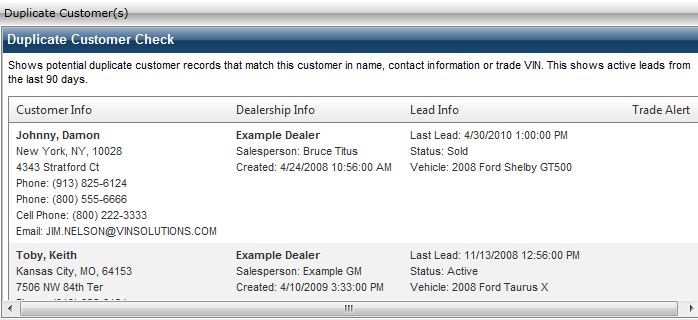 Duplicate Customer(s)
Duplicate Customer Check
Shows potential duplicate customer records that match this customer in name, contact information or trade VIN. This shows active leads from
the last 90 days.
Customer Info Dealership Info Lead Info Trade Alert
Johnny, Damon Example Dealer Last Lead: 4/30/2010 1:00:00 PM
New York, NY, 10028 Salesperson: Bruce Titus Status: Sold
4343 Stratford Ct Created: 4/24/2008 10:56:00 AM Vehicle: 2008 Ford Shelby GT500
Phone: (913) 825-6124
Phone: (800) 555-6666
Cell Phone: (800) 222-3333
Email: JIM.NELSON@VINSOLUTIONS.COM
Toby, Keith Example Dealer Last Lead: 11/13/2008 12:56:00 PM
Kansas City, MO, 64153 Salesperson: Example GM Status: Active
7506 NW 84th Ter Created: 4/10/2009 3:33:00 PM Vehicle: 2008 Ford Taurus X